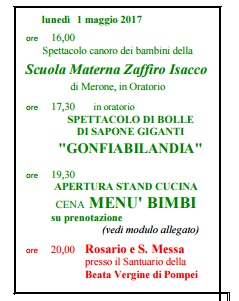 lunedì 1 maggio 2017
ore 16,00
Spettacolo canoro dei bambini della
Scuola Materna Zaffiro Isacco
di Merone, in Oratorio
ore 17,30 in oratorio
SPETTACOLO DI BOLLE
DI SAPONE GIGANTI
"GONFIABILANDIA"
ore 19,30
APERTURA STAND CUCINA
CENA MENU' BIMBI
su prenotazione
(vedi modulo allegato)
ore 20,00 Rosario e S. Messa
presso il Santuario della
Beata Vergine di Pompei